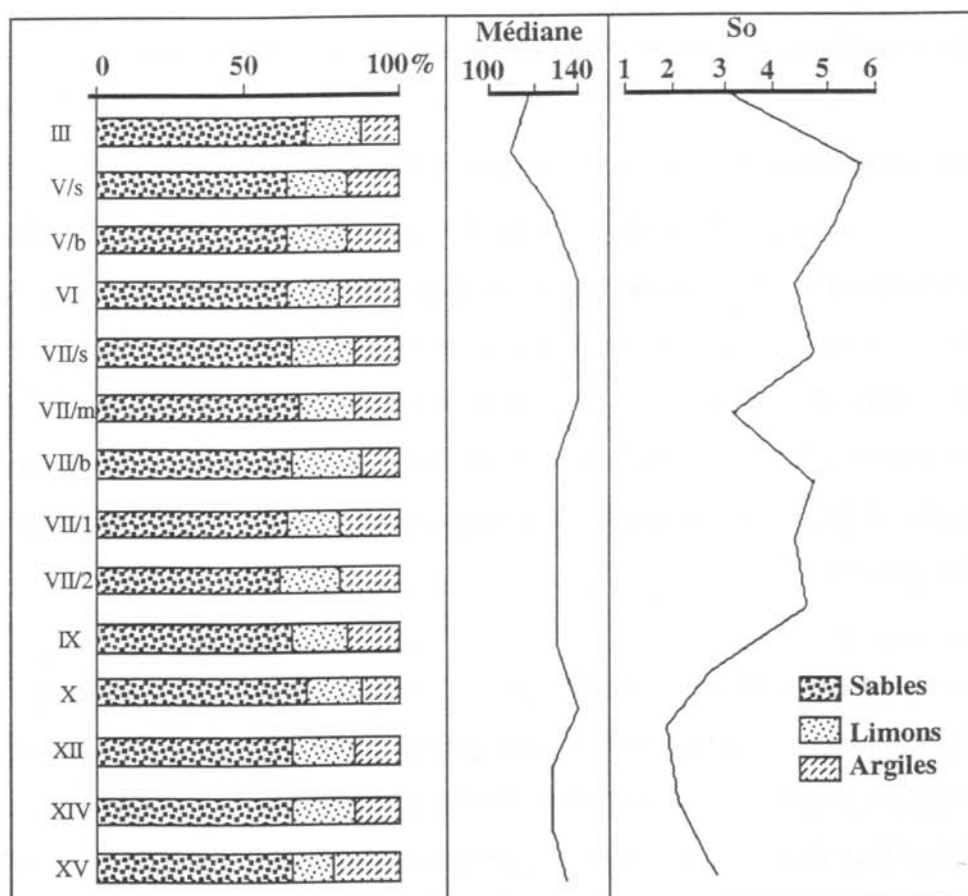 Médiane
So
0 50 100%
100 140
1 2 3 4 5 6
III
V/s
V/b
VI
VII/s
VII/m
VII/b
VII/1
VII/2
IX
X
XII
XIV
XV
Sables
Limons
Argiles